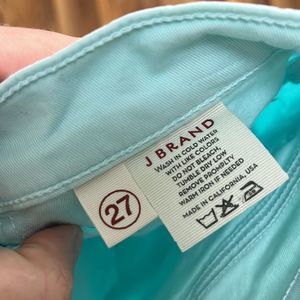 27
J BRAND
WASH IN COLD WATER
WITH LIKE COLORS
DO NOT BLEACH,
TUMBLE DRY LOW
REMOVE PROMPLTY
WARM IRON IF NEEDED
MADE IN CALIFORNIA, USA